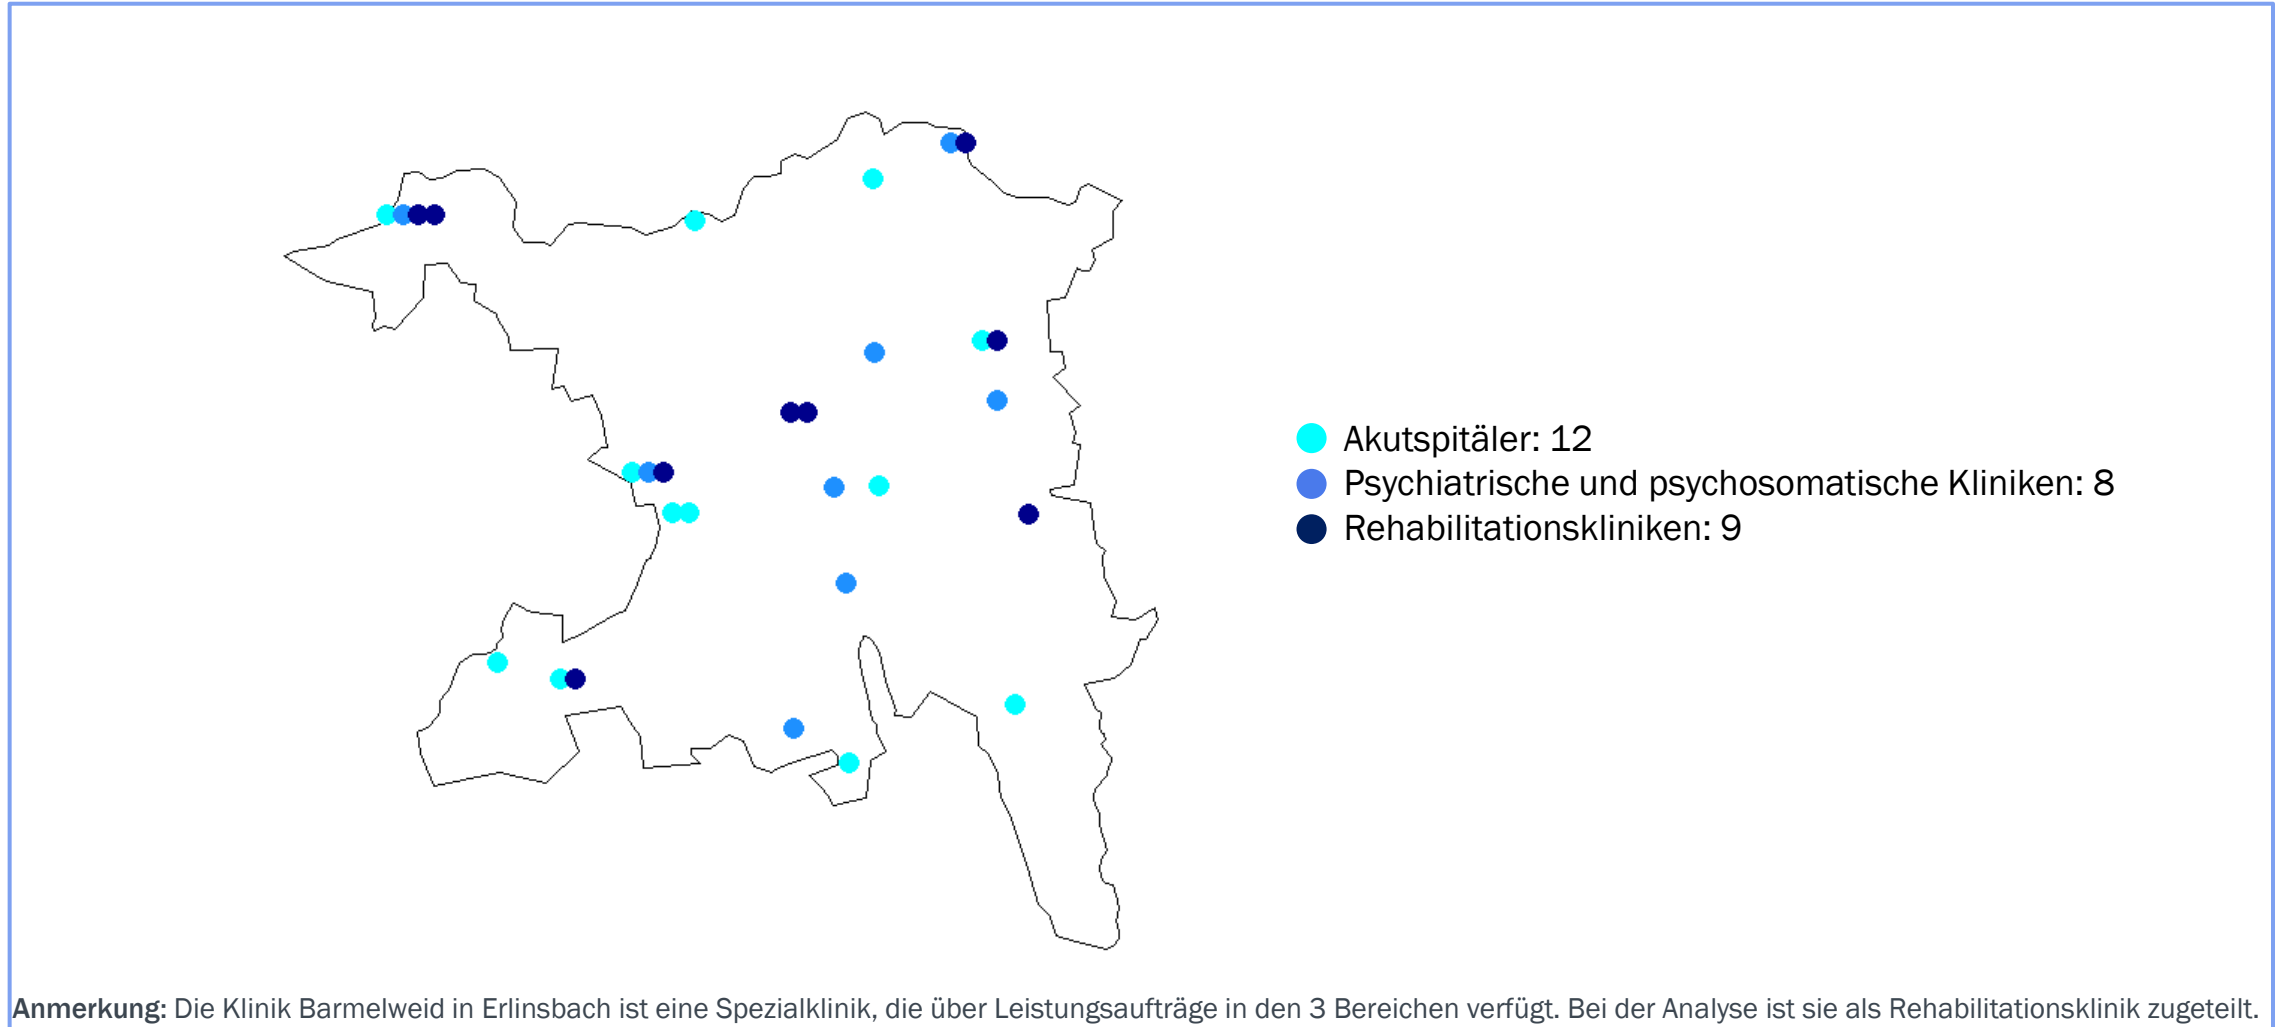 Akutspitäler: 12
Psychiatrische und psychosomatische Kliniken: 8
Rehabilitationskliniken: 9
Anmerkung: Die Klinik Barmelweid in Erlinsbach ist eine Spezialklinik, die über Leistungsaufträge in den 3 Bereichen verfügt. Bei der Analyse ist sie als Rehabilitationsklinik zugeteilt.